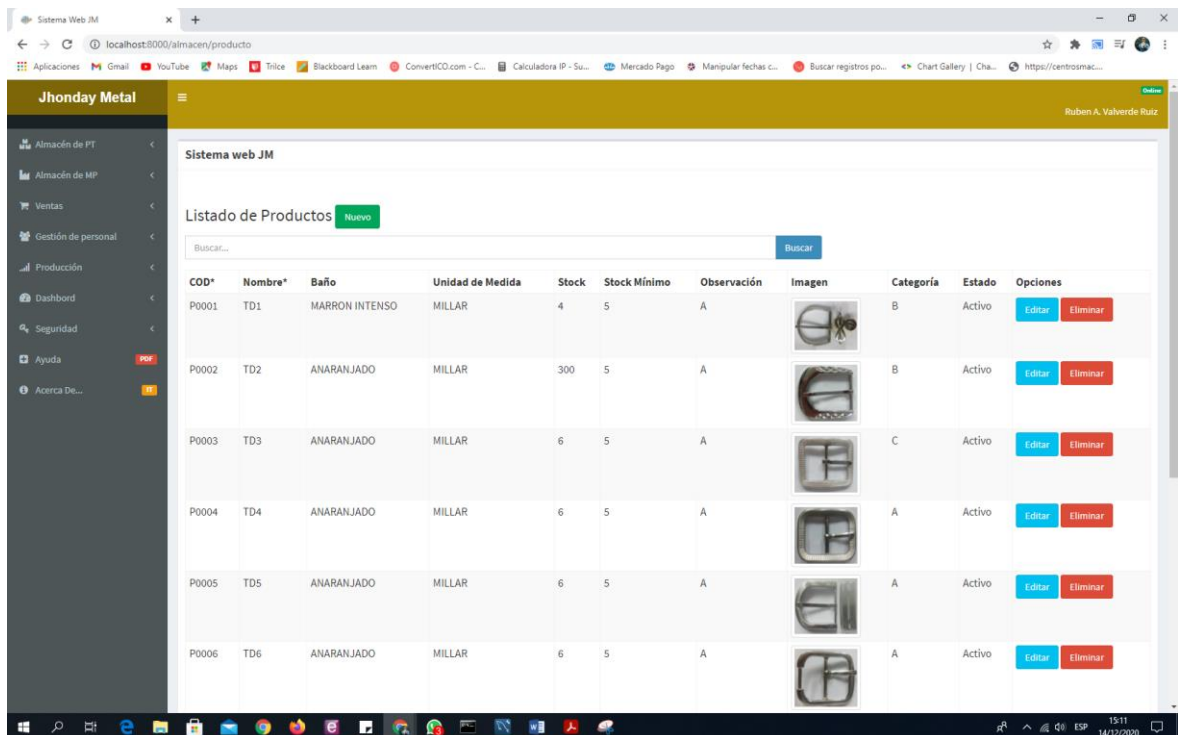 Sistema Web JM
localhost:8000/almacen/producto
Aplicaciones Gmail YouTube Maps Trilce Blackboard Learn ConvertICO.com - C... Calculadora IP - Su... Mercado Pago Manipular fechas c... Buscar registros po... Chart Gallery | Cha... https://centrosmac....
Jhonday Metal
Online
Ruben A. Valverde Ruiz
Almacén de PT
Almacén de MP
Ventas
Gestión de personal
Producción
Dashbord
Seguridad
Ayuda PDF
Acerca De... IT
Sistema web JM
Listado de Productos Nuevo
Buscar... Buscar
COD* Nombre* Baño Unidad de Medida Stock Stock Mínimo Observación Imagen Categoría Estado Opciones
P0001 TD1 MARRON INTENSO MILLAR 4 5 A B Activo Editar Eliminar
P0002 TD2 ANARANJADO MILLAR 300 5 A B Activo Editar Eliminar
P0003 TD3 ANARANJADO MILLAR 6 5 A C Activo Editar Eliminar
P0004 TD4 ANARANJADO MILLAR 6 5 A A Activo Editar Eliminar
P0005 TD5 ANARANJADO MILLAR 6 5 A A Activo Editar Eliminar
P0006 TD6 ANARANJADO MILLAR 6 5 A A Activo Editar Eliminar
ESP
15:11
14/12/2020